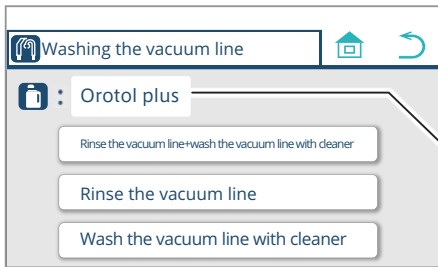 Washing the vacuum line
: Orotol plus
Rinse the vacuum line+wash the vacuum line with cleaner
Rinse the vacuum line
Wash the vacuum line with cleaner